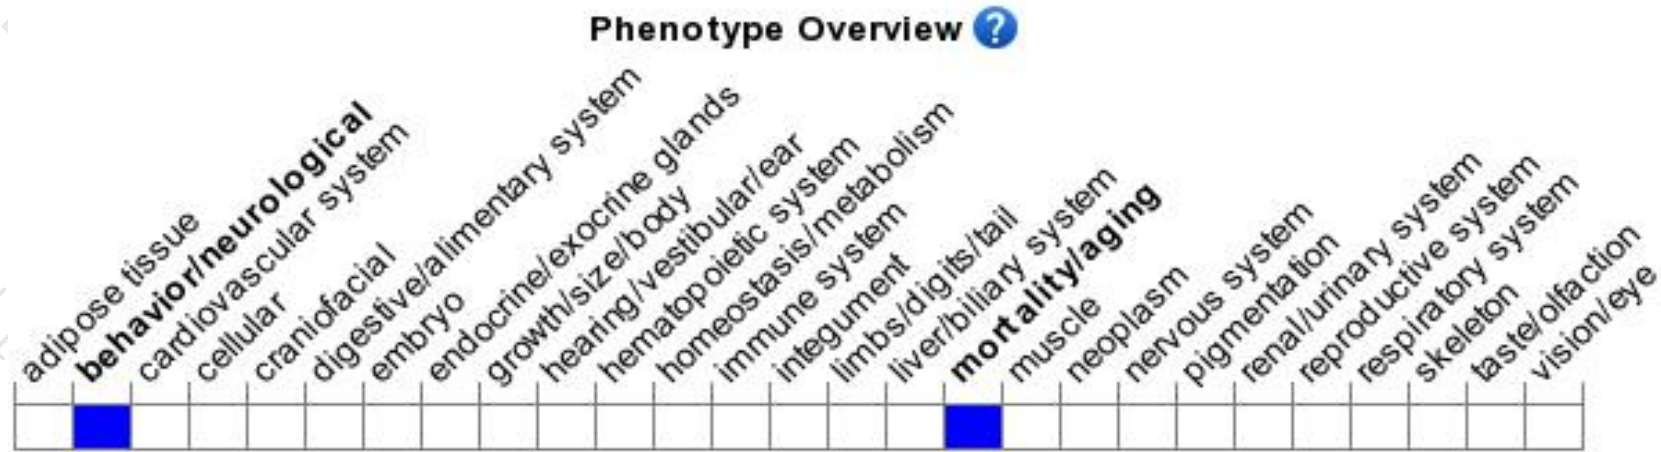 Phenotype Overview ?
adipose tissue
behavior/neurological
cardiovascular system
cellular
craniofacial
digestive/alimentary system
embryo
endocrine/exocrine glands
growth/size/body
hearing/vestibular/ear
hematopoietic system
homeostasis/metabolism
immune system
integument
limbs/digits/tail
liver/biliary system
mortality/aging
muscle
neoplasm
nervous system
pigmentation
renal/urinary system
reproductive system
respiratory system
skeleton
taste/olfaction
vision/eye